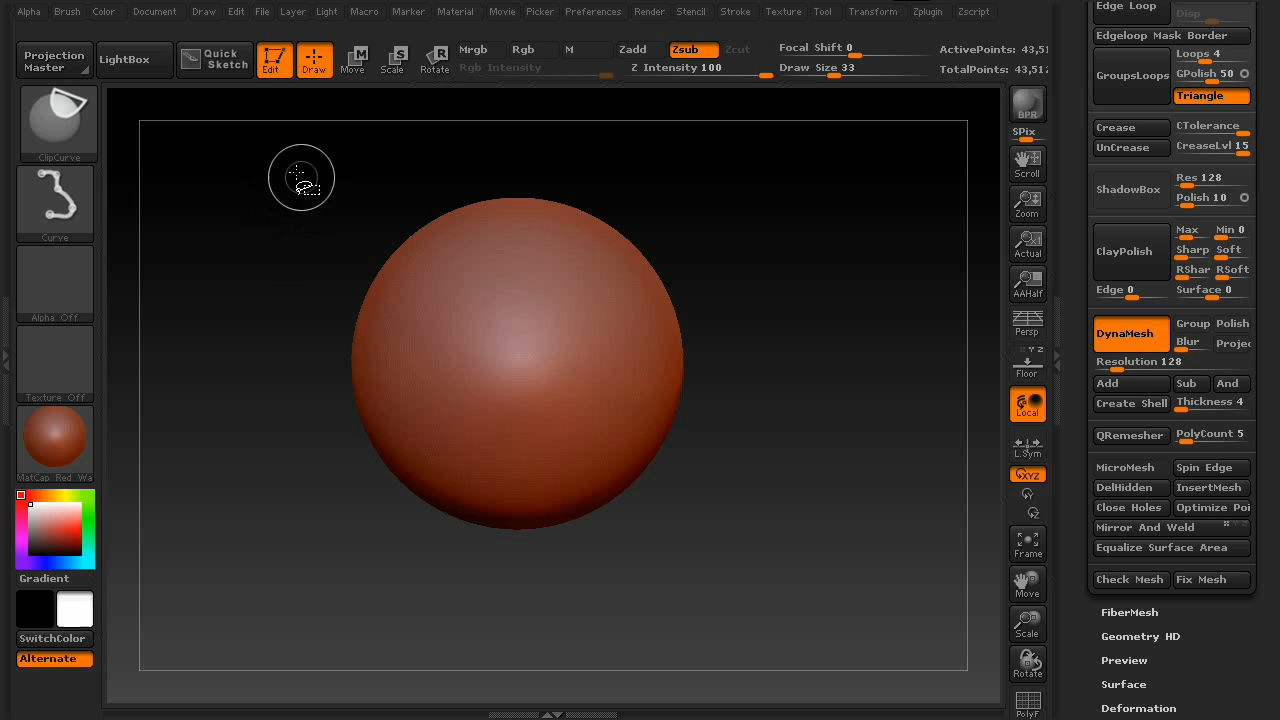 Alpha Brush Color Document Draw Edit File Layer Light Macro Marker Material Movie Picker Preferences Render Stencil Stroke Texture Tool Transform Zplugin Zscript
Projection Master
LightBox
Quick Sketch
Edit
Draw
Move
Scale
Rotate
Mrgb Rgb M
Rgb Intensity
Zadd Zsub Zcut
Z Intensity 100
Focal Shift 0
Draw Size 33
ActivePoints: 43,51
TotalPoints: 43,512
ClipCurve
Curve
Alpha Off
Texture Off
MatCap Red Wa
Gradient
SwitchColor
Alternate
BPR
SPix
Scroll
Zoom
Actual
AAHalf
Persp
Y Z
Floor
Local
L.Sym
XYZ
Y
Z
Frame
Move
Scale
Rotate
PolyF
Edge Loop
Disp
Edgeloop Mask Border
GroupsLoops
Loops 4
GPolish 50
Triangle
Crease CTolerance
UnCrease CreaseLvl 15
ShadowBox
Res 128
Polish 10
ClayPolish
Max Min 0
Sharp Soft
RShar RSoft
Edge 0 Surface 0
DynaMesh
Group Polish
Blur Projec
Resolution 128
Add Sub And
Create Shell Thickness 4
QRemesher PolyCount 5
MicroMesh Spin Edge
DelHidden InsertMesh
Close Holes Optimize Poi
Mirror And Weld
Equalize Surface Area
Check Mesh Fix Mesh
FiberMesh
Geometry HD
Preview
Surface
Deformation